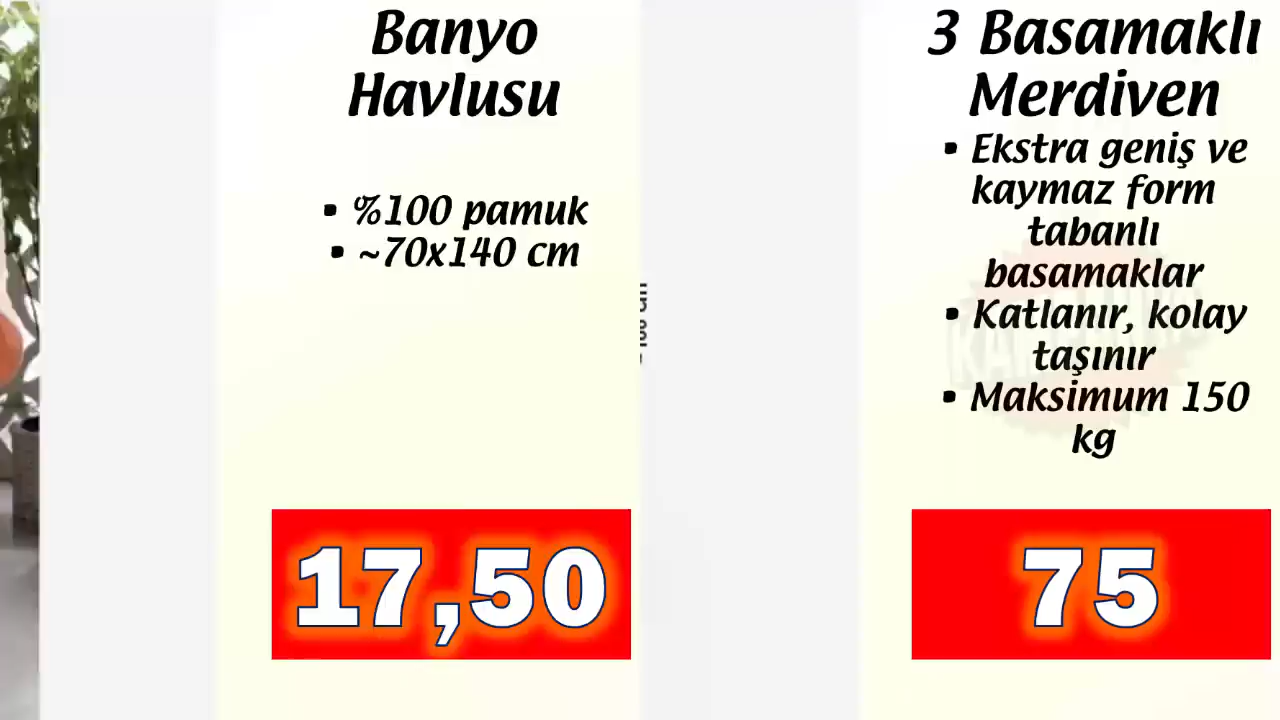 Banyo
Havlusu
• %100 pamuk
• ~70x140 cm
17,50
3 Basamaklı
Merdiven
• Ekstra geniş ve
kaymaz form
tabanlı
basamaklar
• Katlanır, kolay
taşınır
• Maksimum 150
kg
75